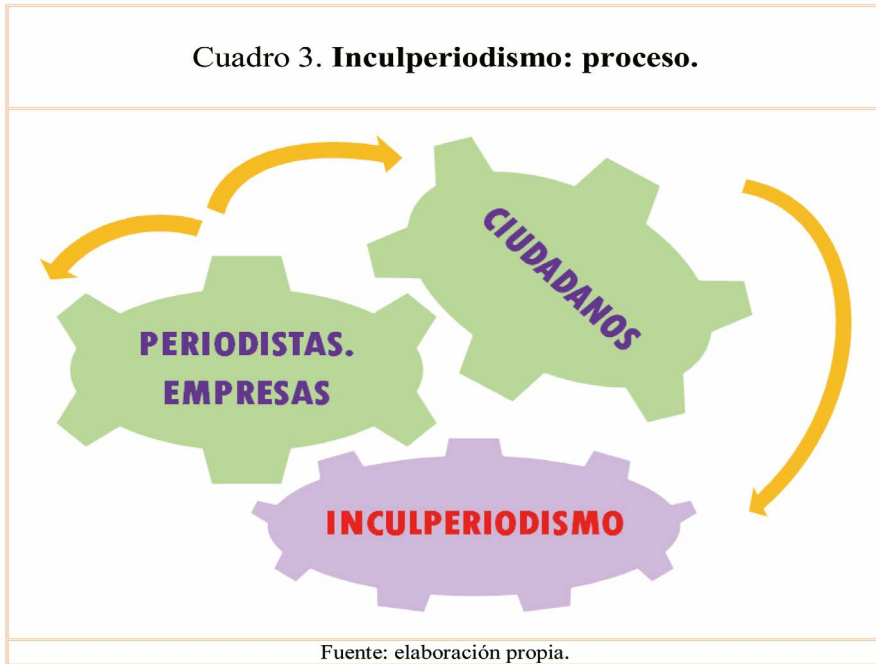 Cuadro 3. Inculperiodismo: proceso.
CIUDADANOS
PERIODISTAS.
EMPRESAS
INCULPERIODISMO
Fuente: elaboración propia.